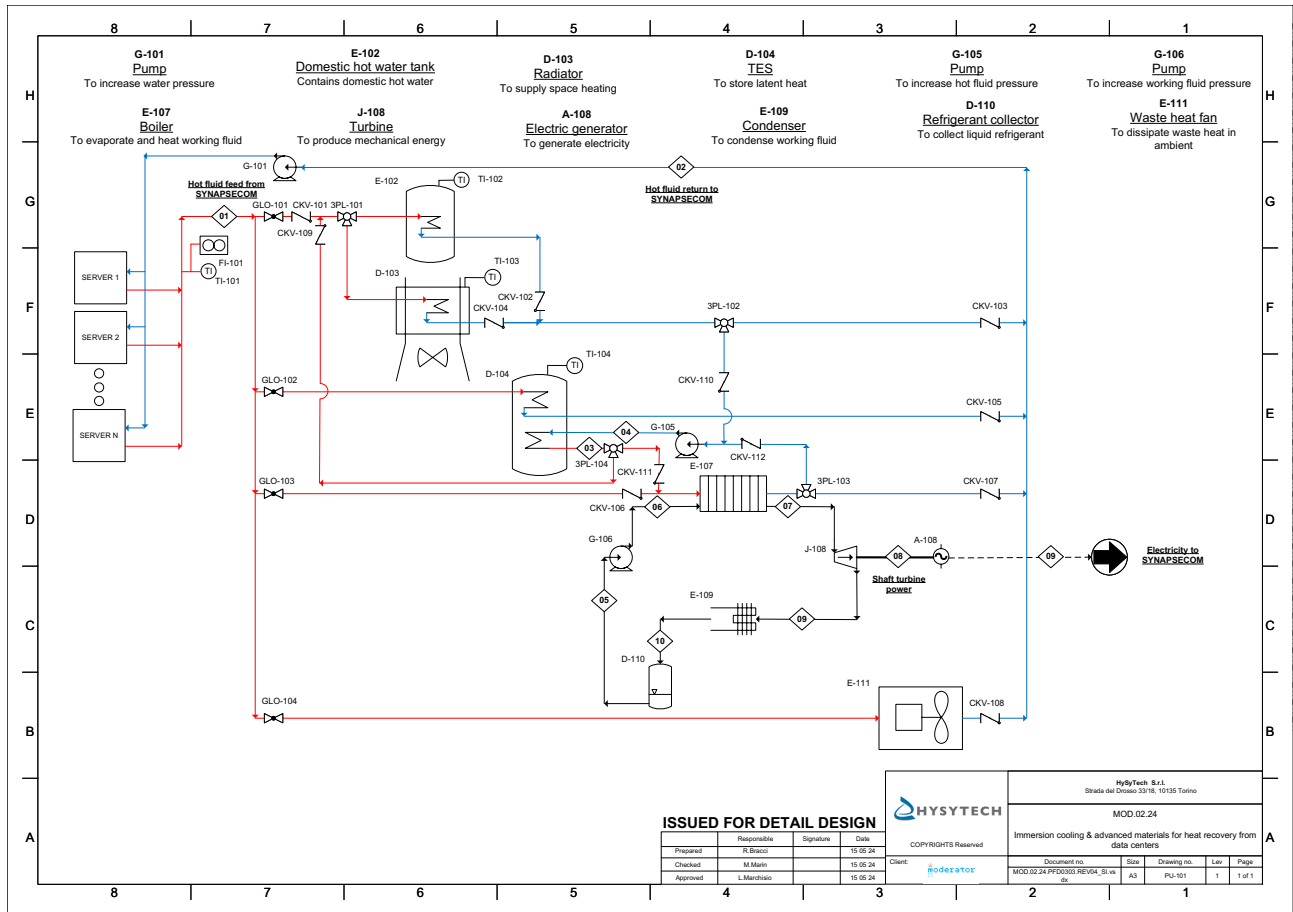 8 7 6 5 4 3 2 1
H H
G G
F F
E E
D D
C C
B B
A A
G-101
Pump
To increase water pressure
E-102
Domestic hot water tank
Contains domestic hot water
D-103
Radiator
To supply space heating
D-104
TES
To store latent heat
G-105
Pump
To increase hot fluid pressure
G-106
Pump
To increase working fluid pressure
E-107
Boiler
To evaporate and heat working fluid
J-108
Turbine
To produce mechanical energy
A-108
Electric generator
To generate electricity
E-109
Condenser
To condense working fluid
D-110
Refrigerant collector
To collect liquid refrigerant
E-111
Waste heat fan
To dissipate waste heat in
ambient
G-101
02
Hot fluid return to
SYNAPSECOM
Hot fluid feed from
SYNAPSECOM
01
GLO-101
CKV-101
3PL-101
CKV-109
E-102
TI
TI-102
FI-101
TI
TI-101
SERVER 1
SERVER 2
SERVER N
D-103
TI-103
TI
CKV-102
CKV-104
3PL-102
CKV-103
TI
TI-104
D-104
GLO-102
CKV-110
CKV-105
04
G-105
03
3PL-104
CKV-111
CKV-112
E-107
GLO-103
CKV-106
3PL-103
CKV-107
06
07
G-106
J-108
08
A-108
Shaft turbine
power
09
Electricity to
SYNAPSECOM
05
E-109
09
10
D-110
GLO-104
E-111
CKV-108
ISSUED FOR DETAIL DESIGN
Responsible Signature Date
Prepared R.Bracci 15 05 24
Checked M.Marin 15 05 24
Approved L.Marchisio 15 05 24
HYSYTECH
COPYRIGHTS Reserved
Client:
moderator
HySyTech S.r.l.
Strada del Drosso 33/18, 10135 Torino
MOD.02.24
Immersion cooling & advanced materials for heat recovery from
data centers
Document no. Size Drawing no. Lev Page
MOD.02.24.PFD0303.REV04_SI.vs
dx
A3 PU-101 1 1 of 1
8 7 6 5 4 3 2 1